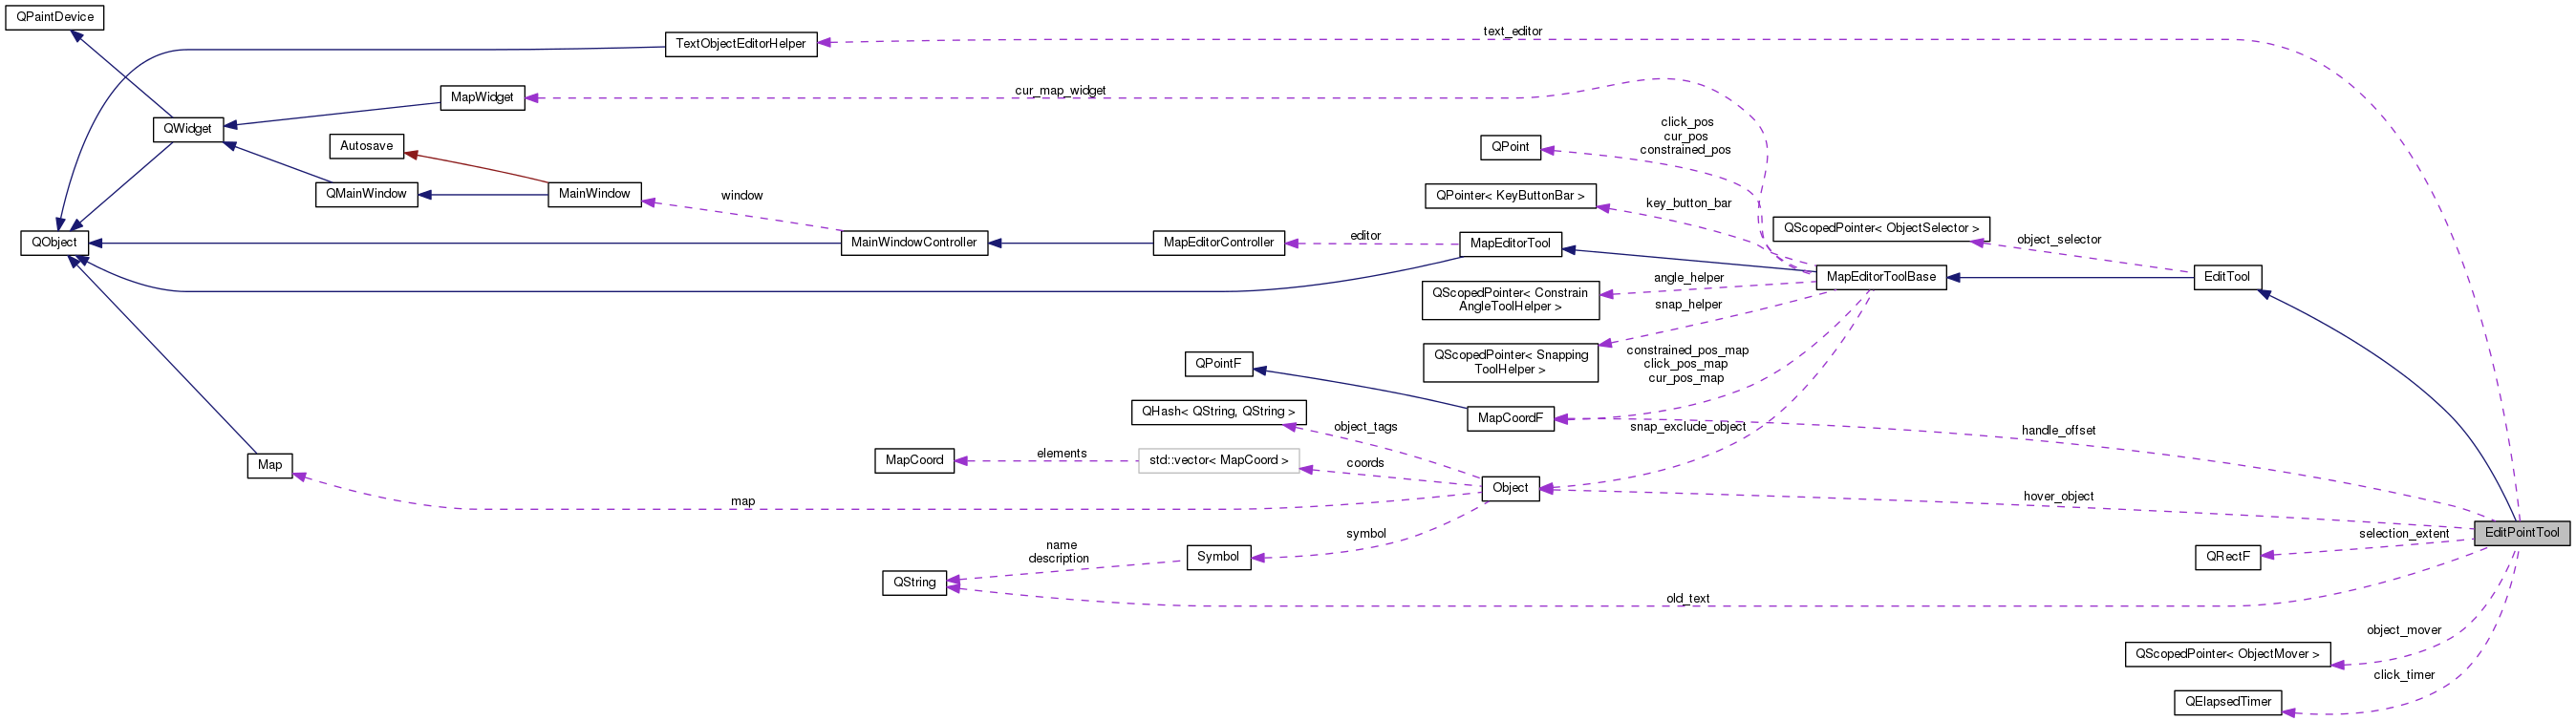 QPaintDevice
text_editor
TextObjectEditorHelper
cur_map_widget
MapWidget
click_pos
cur_pos
constrained_pos
QWidget
Autosave
QPoint
QMainWindow
MainWindow
window
QPointer< KeyButtonBar >
key_button_bar
QScopedPointer< ObjectSelector >
object_selector
QObject
MainWindowController
MapEditorController
editor
MapEditorTool
MapEditorToolBase
EditTool
angle_helper
QScopedPointer< Constrain
AngleToolHelper >
snap_helper
QScopedPointer< Snapping
ToolHelper >
constrained_pos_map
click_pos_map
cur_pos_map
QPointF
QHash< QString, QString >
MapCoordF
object_tags
snap_exclude_object
handle_offset
MapCoord
elements
std::vector< MapCoord >
coords
Map
map
Object
hover_object
symbol
name
description
Symbol
QString
old_text
selection_extent
QRectF
EditPointTool
object_mover
QScopedPointer< ObjectMover >
click_timer
QElapsedTimer